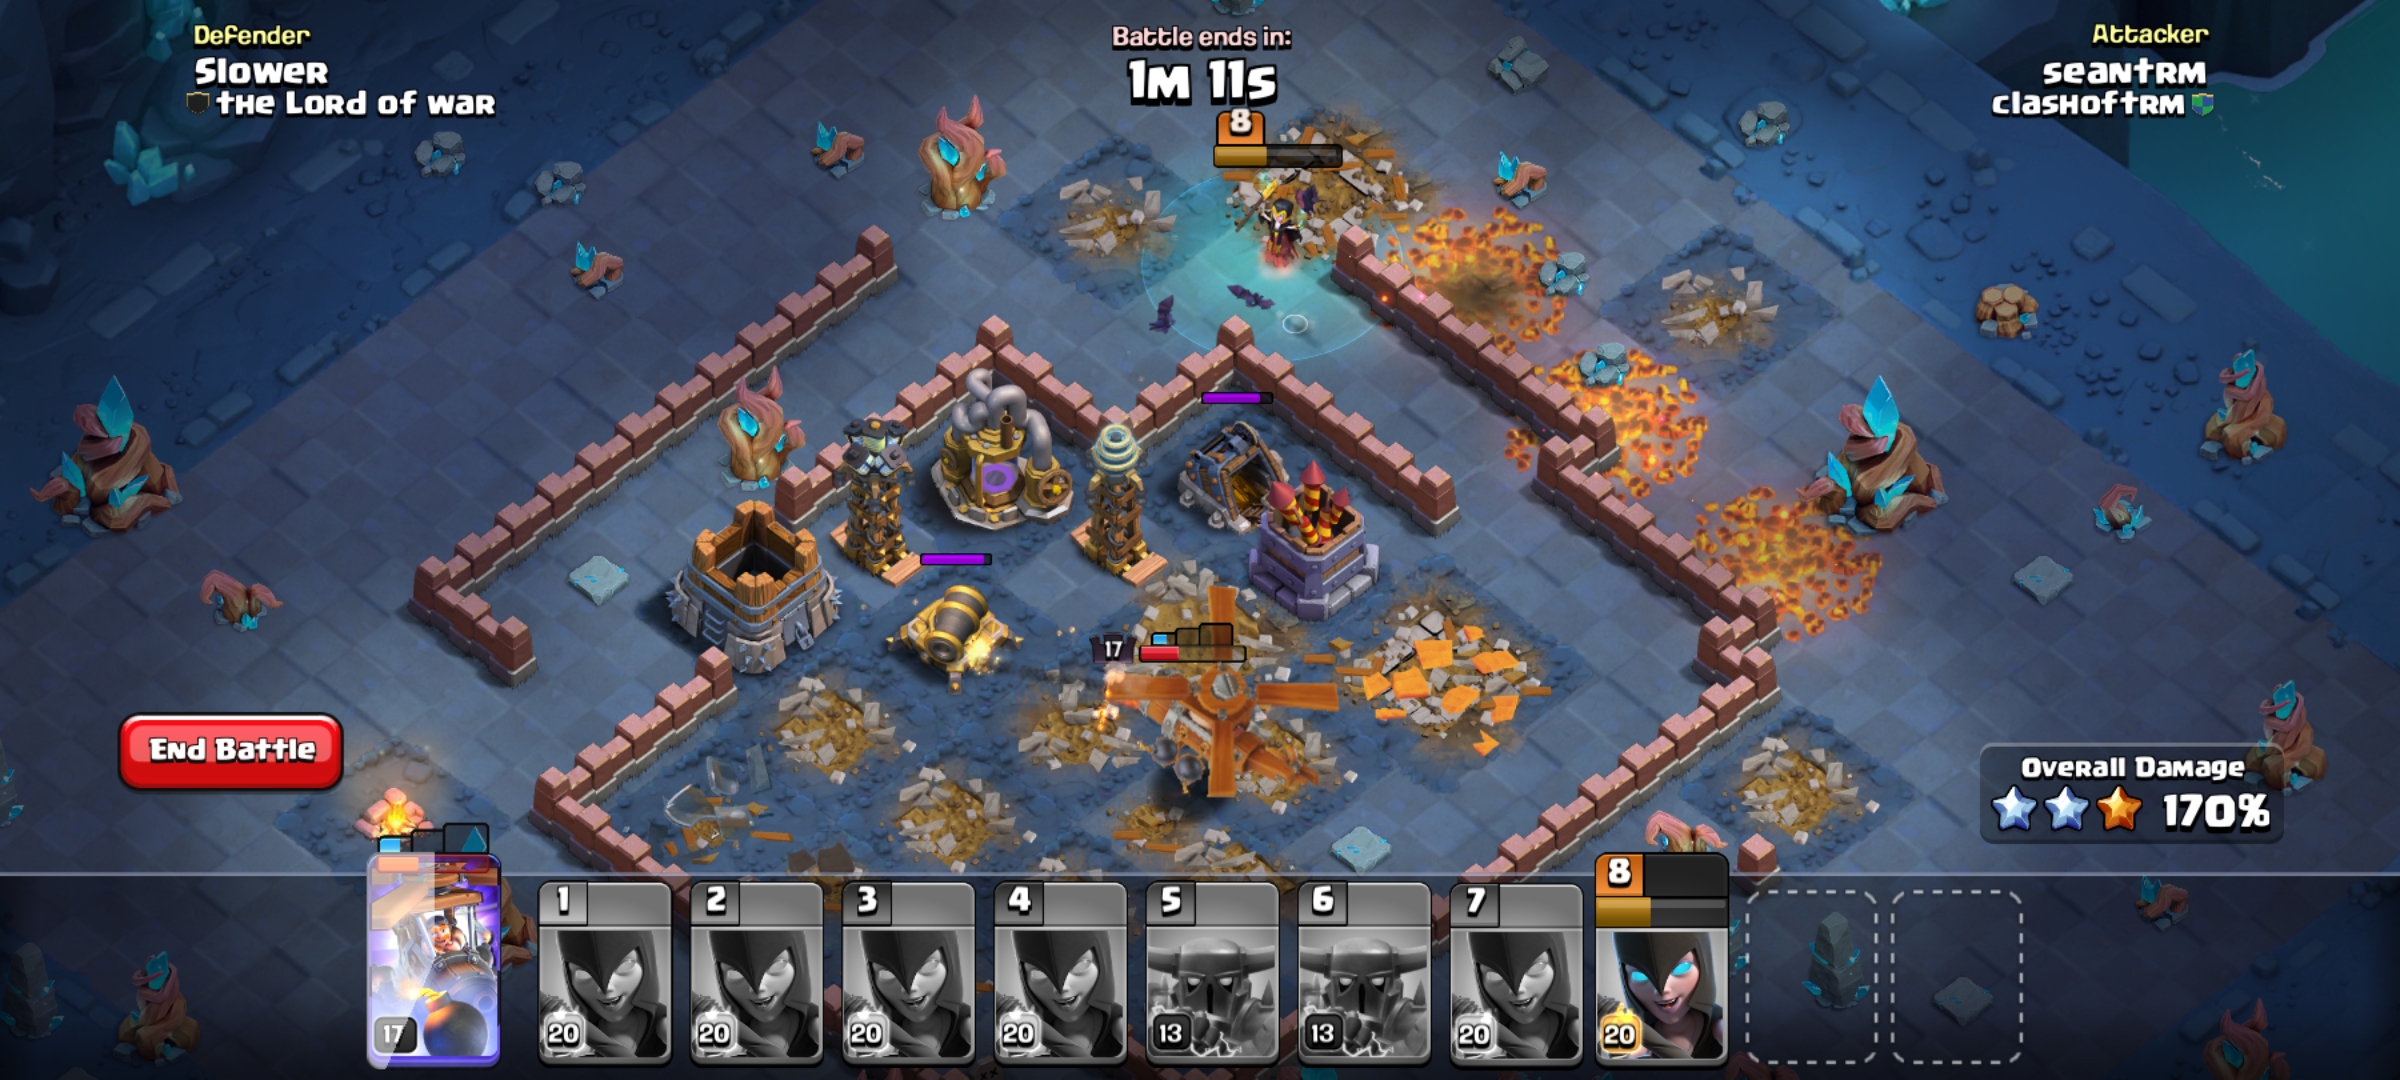 Defender
Slower
the Lord of war
Battle ends in:
1M 11s
Attacker
seantrm
clashoftrm
8
17
End Battle
Overall Damage
170%
17
1
20
2
20
3
20
4
20
5
13
6
13
7
20
8
20